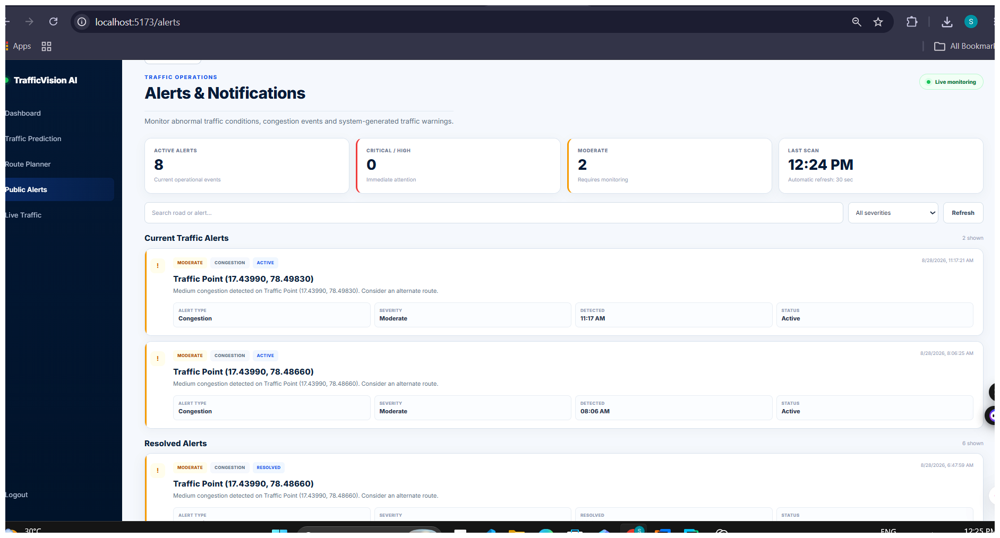 localhost:5173/alerts
S
Apps
All Bookmar
TrafficVision AI
Dashboard
Traffic Prediction
Route Planner
Public Alerts
Live Traffic
Logout
TRAFFIC OPERATIONS
Alerts & Notifications
Live monitoring
Monitor abnormal traffic conditions, congestion events and system-generated traffic warnings.
ACTIVE ALERTS
8
Current operational events
CRITICAL / HIGH
0
Immediate attention
MODERATE
2
Requires monitoring
LAST SCAN
12:24 PM
Automatic refresh: 30 sec
Search road or alert...
All severities
Refresh
Current Traffic Alerts
2 shown
! MODERATE CONGESTION ACTIVE
8/28/2026, 11:17:21 AM
Traffic Point (17.43990, 78.49830)
Medium congestion detected on Traffic Point (17.43990, 78.49830). Consider an alternate route.
ALERT TYPE
Congestion
SEVERITY
Moderate
DETECTED
11:17 AM
STATUS
Active
! MODERATE CONGESTION ACTIVE
8/28/2026, 8:06:25 AM
Traffic Point (17.43990, 78.48660)
Medium congestion detected on Traffic Point (17.43990, 78.48660). Consider an alternate route.
ALERT TYPE
Congestion
SEVERITY
Moderate
DETECTED
08:06 AM
STATUS
Active
Resolved Alerts
6 shown
! MODERATE CONGESTION RESOLVED
8/28/2026, 6:47:59 AM
Traffic Point (17.43990, 78.48660)
Medium congestion detected on Traffic Point (17.43990, 78.48660). Consider an alternate route.
ALERT TYPE
SEVERITY
RESOLVED
STATUS
30°C
S
ENG
12:25 PM